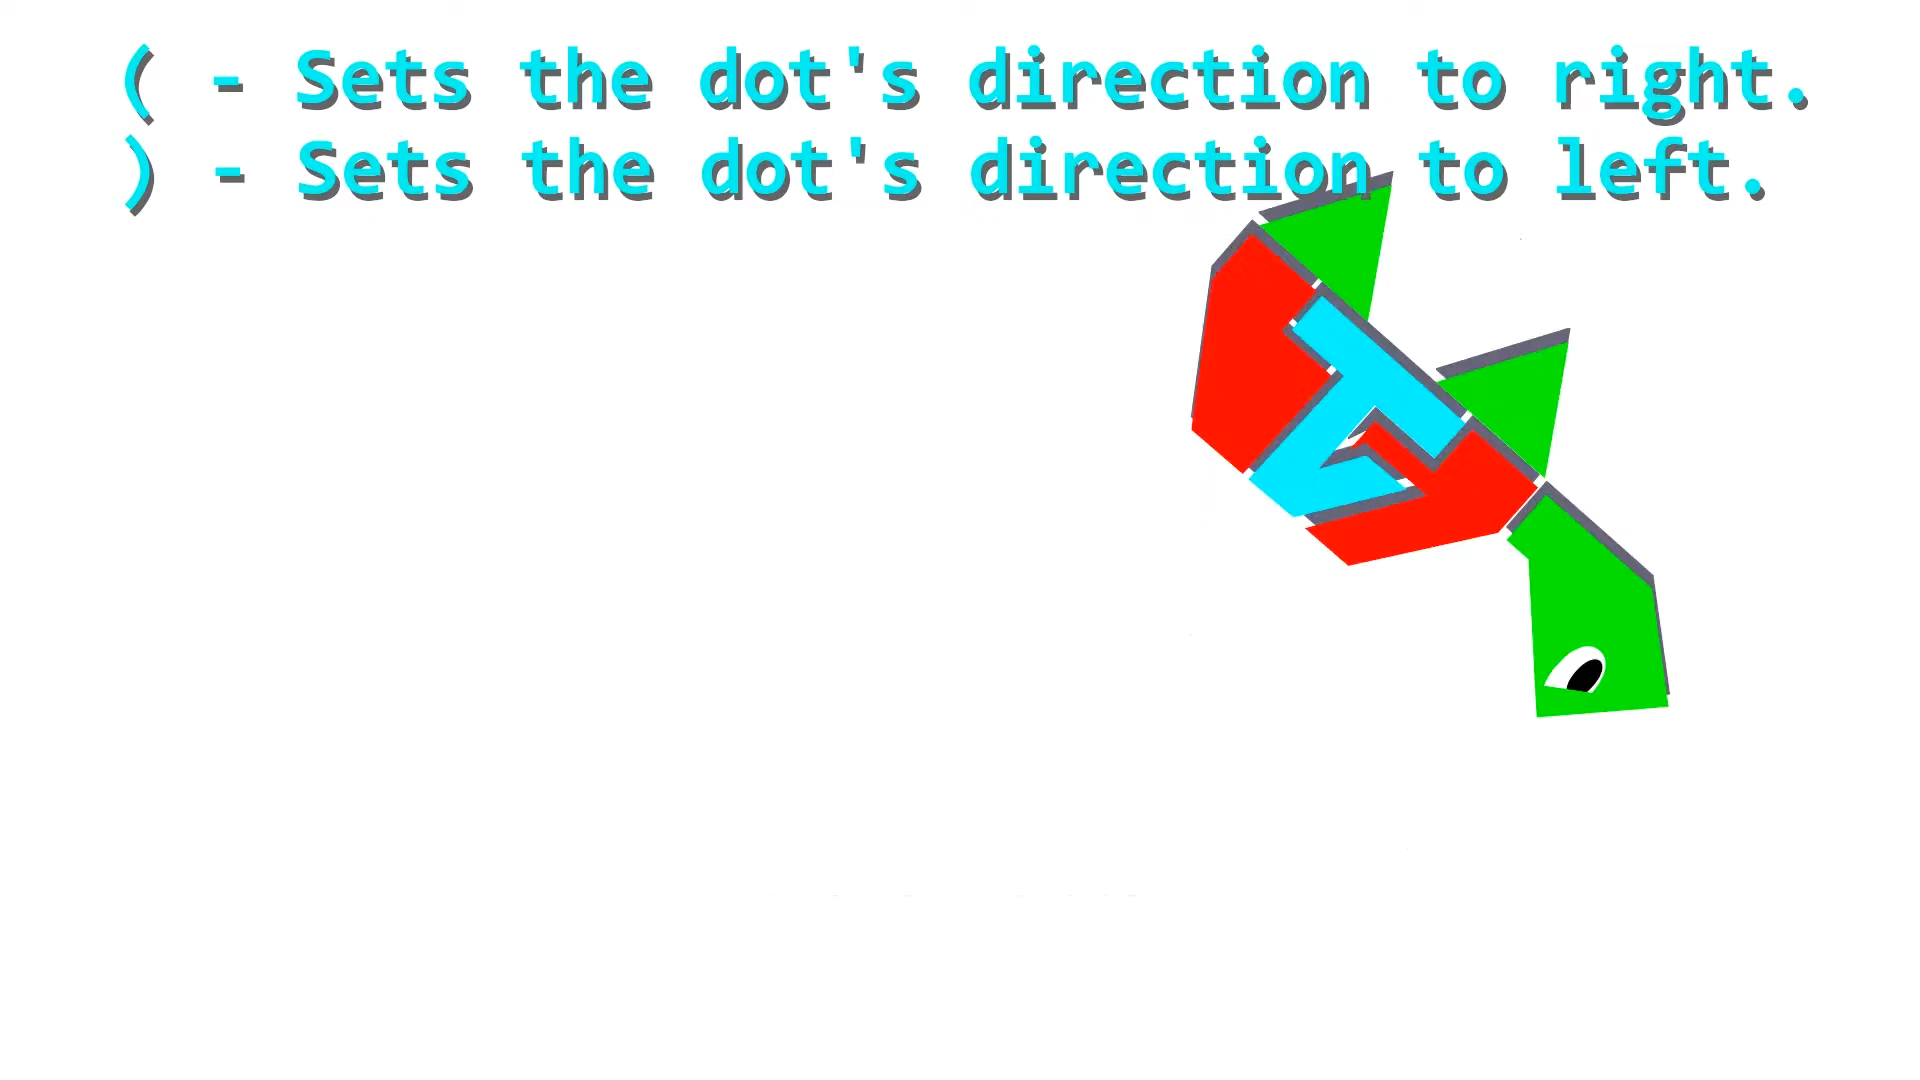 ( - Sets the dot's direction to right.
) - Sets the dot's direction to left.